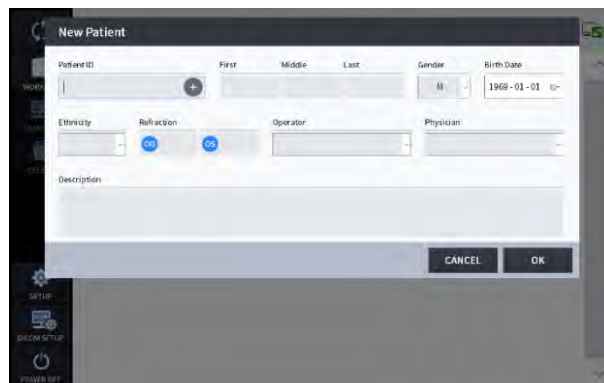 New Patient
Patient ID First Middle Last Gender Birth Date
M 1969-01-01
Ethnicity Refraction Operator Physician
OD OS
Description
CANCEL OK
SETUP
DICOM SETUP
POWER OFF